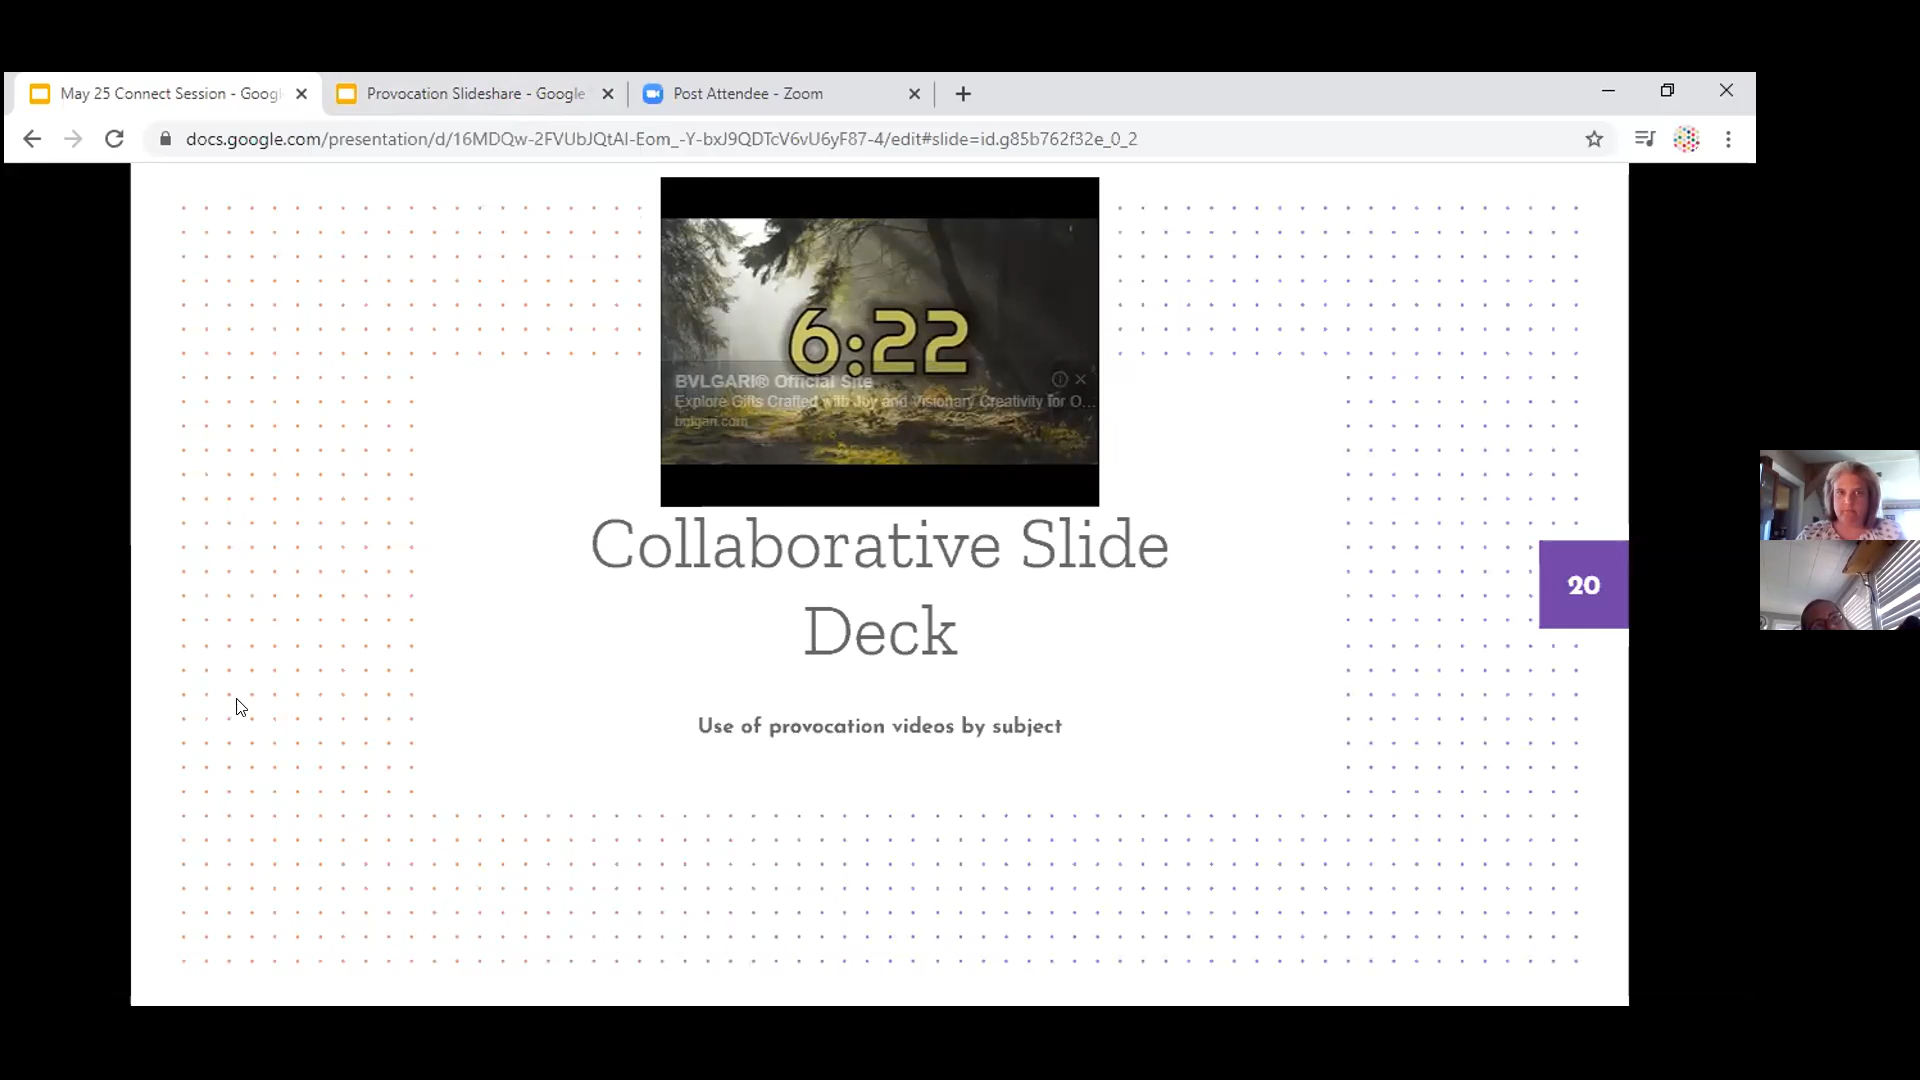 May 25 Connect Session - Googl
Provocation Slideshare - Google
Post Attendee - Zoom
docs.google.com/presentation/d/16MDQw-2FVUbJQtAI-Eom_-Y-bxJ9QDTcV6vU6yF87-4/edit#slide=id.g85b762f32e_0_2
6:22
BVLGARI® Official Site
Explore Gifts Crafted with Joy and Visionary Creativity for O...
bulgari.com
Collaborative Slide
Deck
20
Use of provocation videos by subject